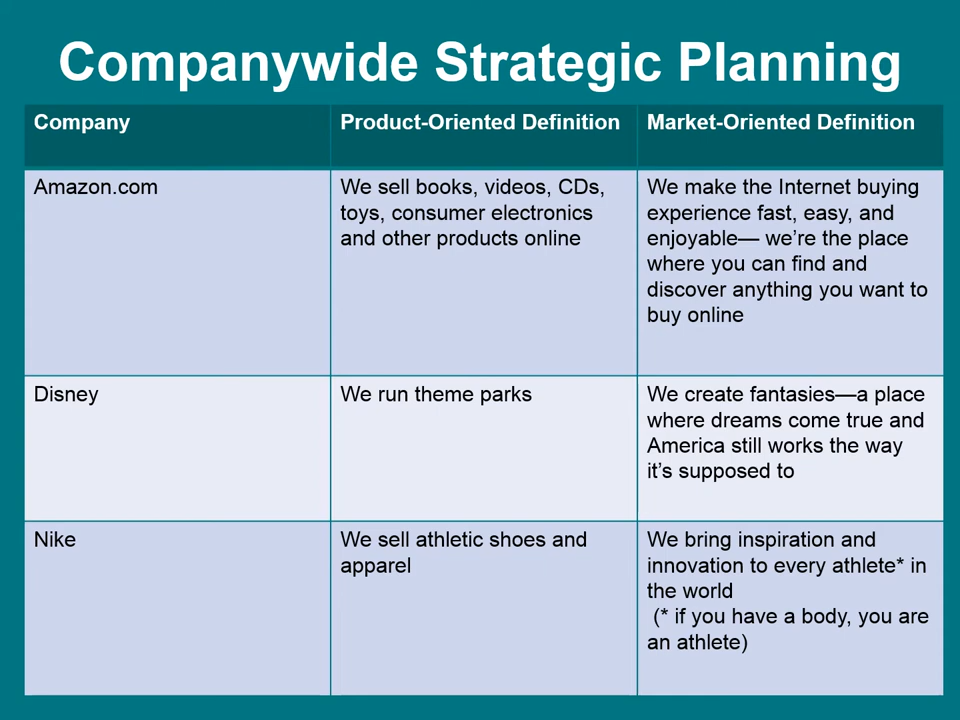 Companywide Strategic Planning
Company
Product-Oriented Definition
Market-Oriented Definition
Amazon.com
We sell books, videos, CDs,
toys, consumer electronics
and other products online
We make the Internet buying
experience fast, easy, and
enjoyable— we’re the place
where you can find and
discover anything you want to
buy online
Disney
We run theme parks
We create fantasies—a place
where dreams come true and
America still works the way
it’s supposed to
Nike
We sell athletic shoes and
apparel
We bring inspiration and
innovation to every athlete* in
the world
(* if you have a body, you are
an athlete)